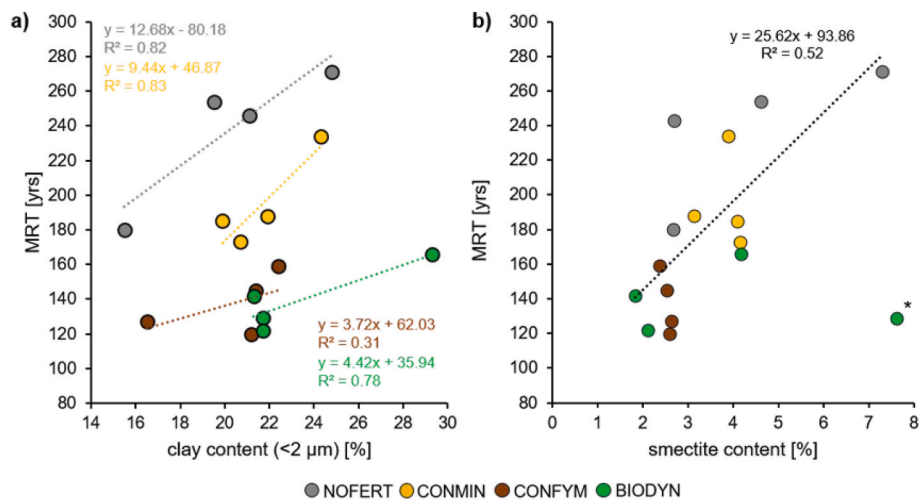 a)
y = 12.68x - 80.18
R² = 0.82
y = 9.44x + 46.87
R² = 0.83
y = 3.72x + 62.03
R² = 0.31
y = 4.42x + 35.94
R² = 0.78
MRT [yrs]
300
280
260
240
220
200
180
160
140
120
100
80
14 16 18 20 22 24 26 28 30
clay content (<2 µm) [%]
b)
y = 25.62x + 93.86
R² = 0.52
*
MRT [yrs]
300
280
260
240
220
200
180
160
140
120
100
80
0 1 2 3 4 5 6 7 8
smectite content [%]
NOFERT CONMIN CONFYM BIODYN